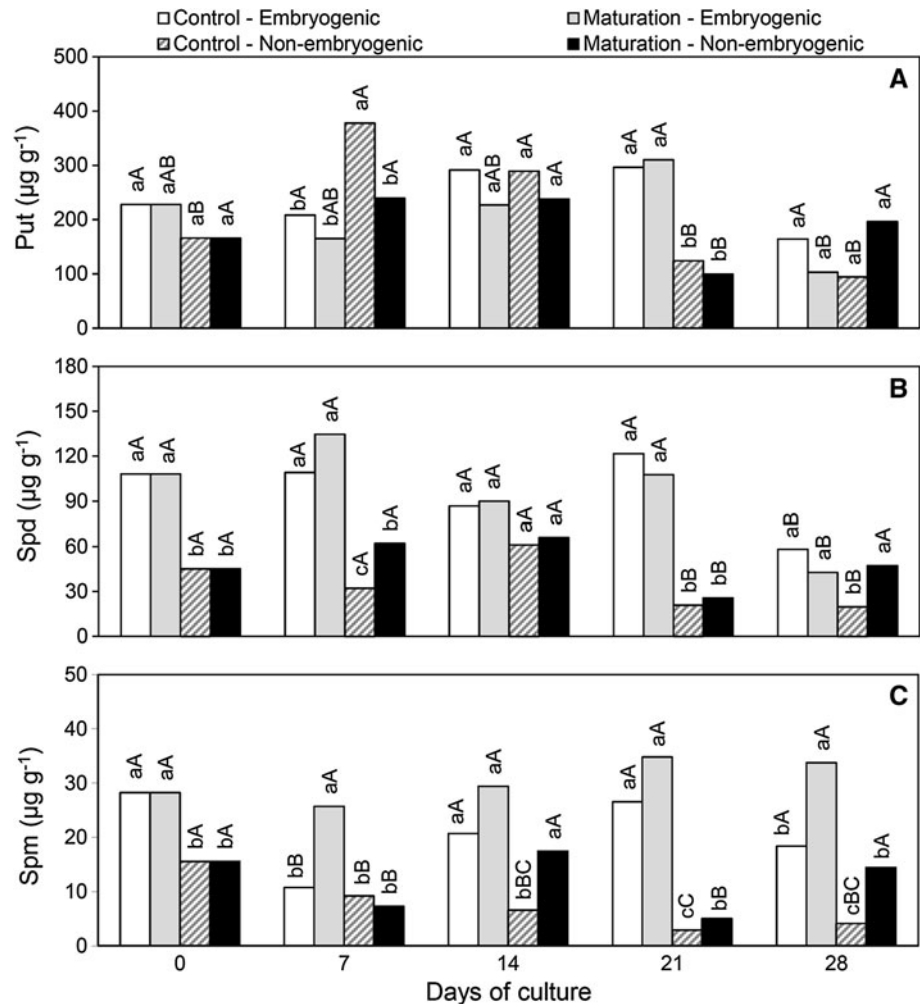 Control - Embryogenic Maturation - Embryogenic
Control - Non-embryogenic Maturation - Non-embryogenic
A
Put (µg g⁻¹)
500
400
300
200
100
0
aA aAB aB aA
bA bAB aA bA
aA aAB aA aA
aA aA bB bB
aA aB aB aA
B
Spd (µg g⁻¹)
180
150
120
90
60
30
0
aA aA bA bA
aA aA cA bA
aA aA aA aA
aA aA bB bB
aB aB bB aA
C
Spm (µg g⁻¹)
50
40
30
20
10
0
aA aA bA bA
bB aA bB bB
aA aA bBC aA
aA aA cC bB
bA aA cBC bA
0 7 14 21 28
Days of culture